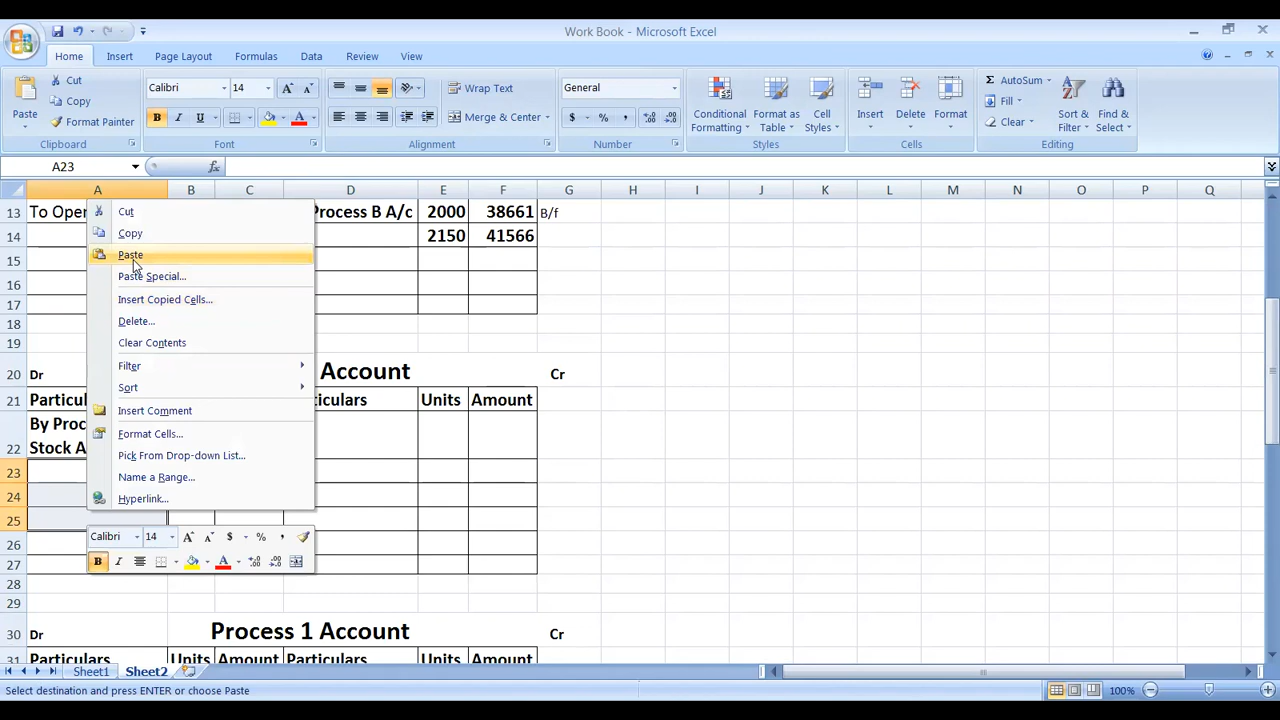 Work Book - Microsoft Excel
Home Insert Page Layout Formulas Data Review View
Cut
Copy
Format Painter
Paste
Clipboard
Calibri
B I U
Font
Wrap Text
Merge & Center
Alignment
General
$ % ,
Number
Conditional Formatting
Format as Table
Cell Styles
Styles
Insert Delete Format
Cells
AutoSum
Fill
Clear
Sort & Filter
Find & Select
Editing
A23
A B C D E F G H I J K L M N O P Q
13 To Oper Process B A/c 2000 38661 B/f
14 2150 41566
15
16
17
18
19
20 Dr Account Cr
21 Particul ticulars Units Amount
22 By Proc
Stock A
23
24
25
26
27
28
29
30 Dr Process 1 Account Cr
31 Particulars Units Amount Particulars Units Amount
Cut
Copy
Paste
Paste Special...
Insert Copied Cells...
Delete...
Clear Contents
Filter
Sort
Insert Comment
Format Cells...
Pick From Drop-down List...
Name a Range...
Hyperlink...
Calibri 14 A A $ % ,
B I A
Sheet1 Sheet2
Select destination and press ENTER or choose Paste
100%